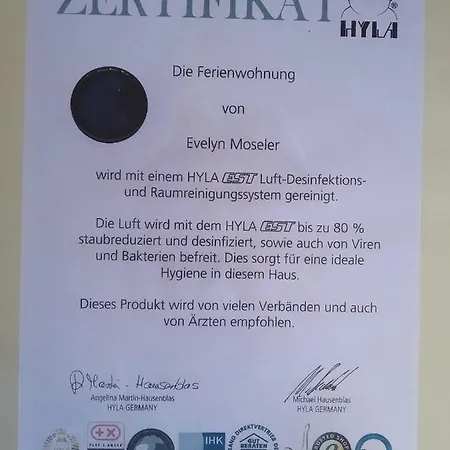 ZERTIFIKAT
HYLA
Die Ferienwohnung
von
Evelyn Moseler
wird mit einem HYLA EST Luft-Desinfektions-
und Raumreinigungssystem gereinigt.
Die Luft wird mit dem HYLA EST bis zu 80 %
staubreduziert und desinfiziert, sowie auch von Viren
und Bakterien befreit. Dies sorgt für eine ideale
Hygiene in diesem Haus.
Dieses Produkt wird von vielen Verbänden und auch
von Ärzten empfohlen.
Angelina Martin-Hausenblas
HYLA GERMANY
Michael Hausenblas
HYLA GERMANY
IHK
GUT
BERATEN